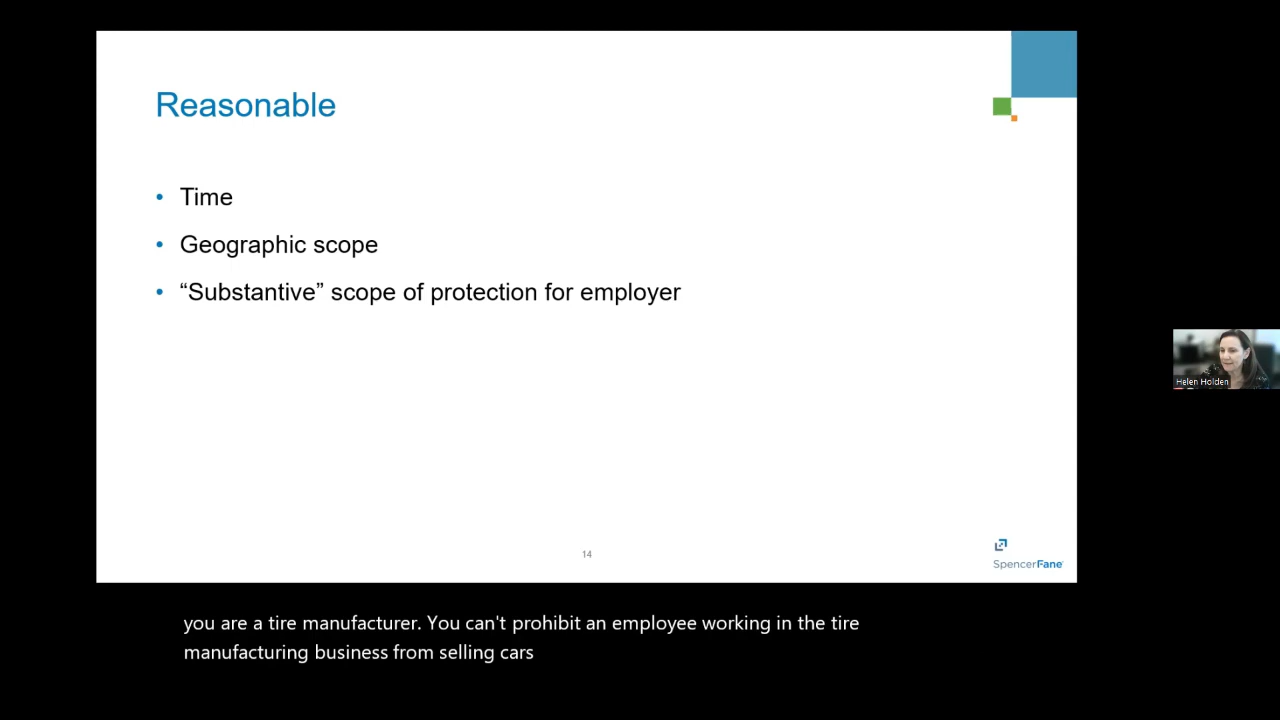 Reasonable
• Time
• Geographic scope
• “Substantive” scope of protection for employer
Helen Holden
14
SpencerFane
you are a tire manufacturer. You can't prohibit an employee working in the tire
manufacturing business from selling cars